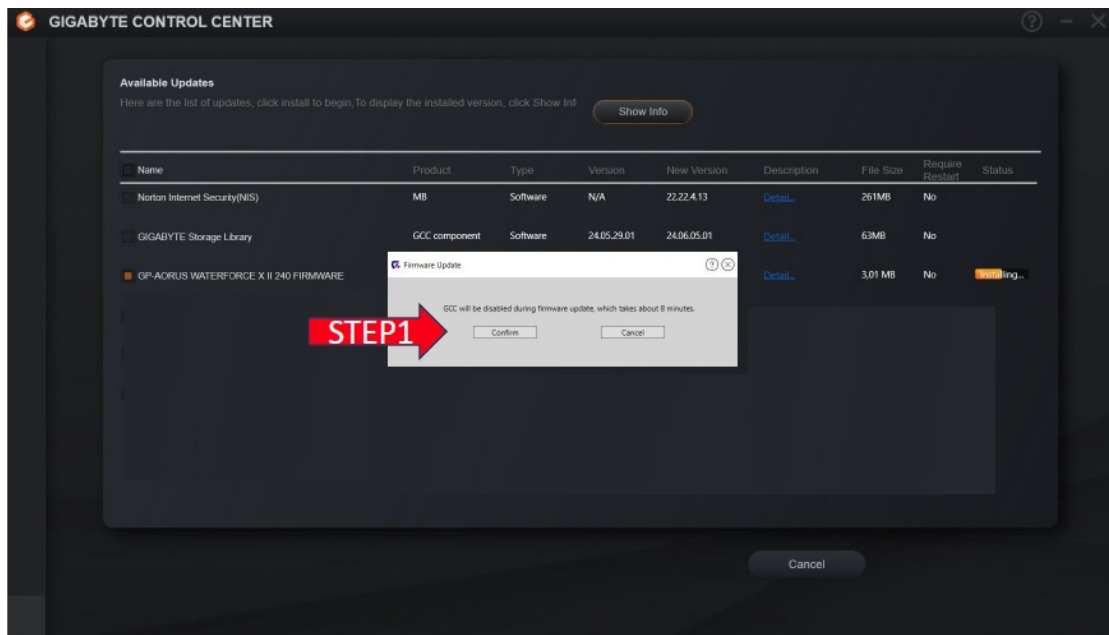 GIGABYTE CONTROL CENTER
Available Updates
Here are the list of updates, click install to begin,To display the installed version, click Show Inf
Show Info
Name Product Type Version New Version Description File Size Require Restart Status
Norton Internet Security(NIS) MB Software N/A 22.22.4.13 Detail... 261MB No
GIGABYTE Storage Library GCC component Software 24.05.29.01 24.06.05.01 Detail... 63MB No
Firmware Update
GP-AORUS WATERFORCE X II 240 FIRMWARE Detail... 3,01 MB No Installing...
GCC will be disabled during firmware update, which takes about 8 minutes.
STEP1 Confirm Cancel
Cancel